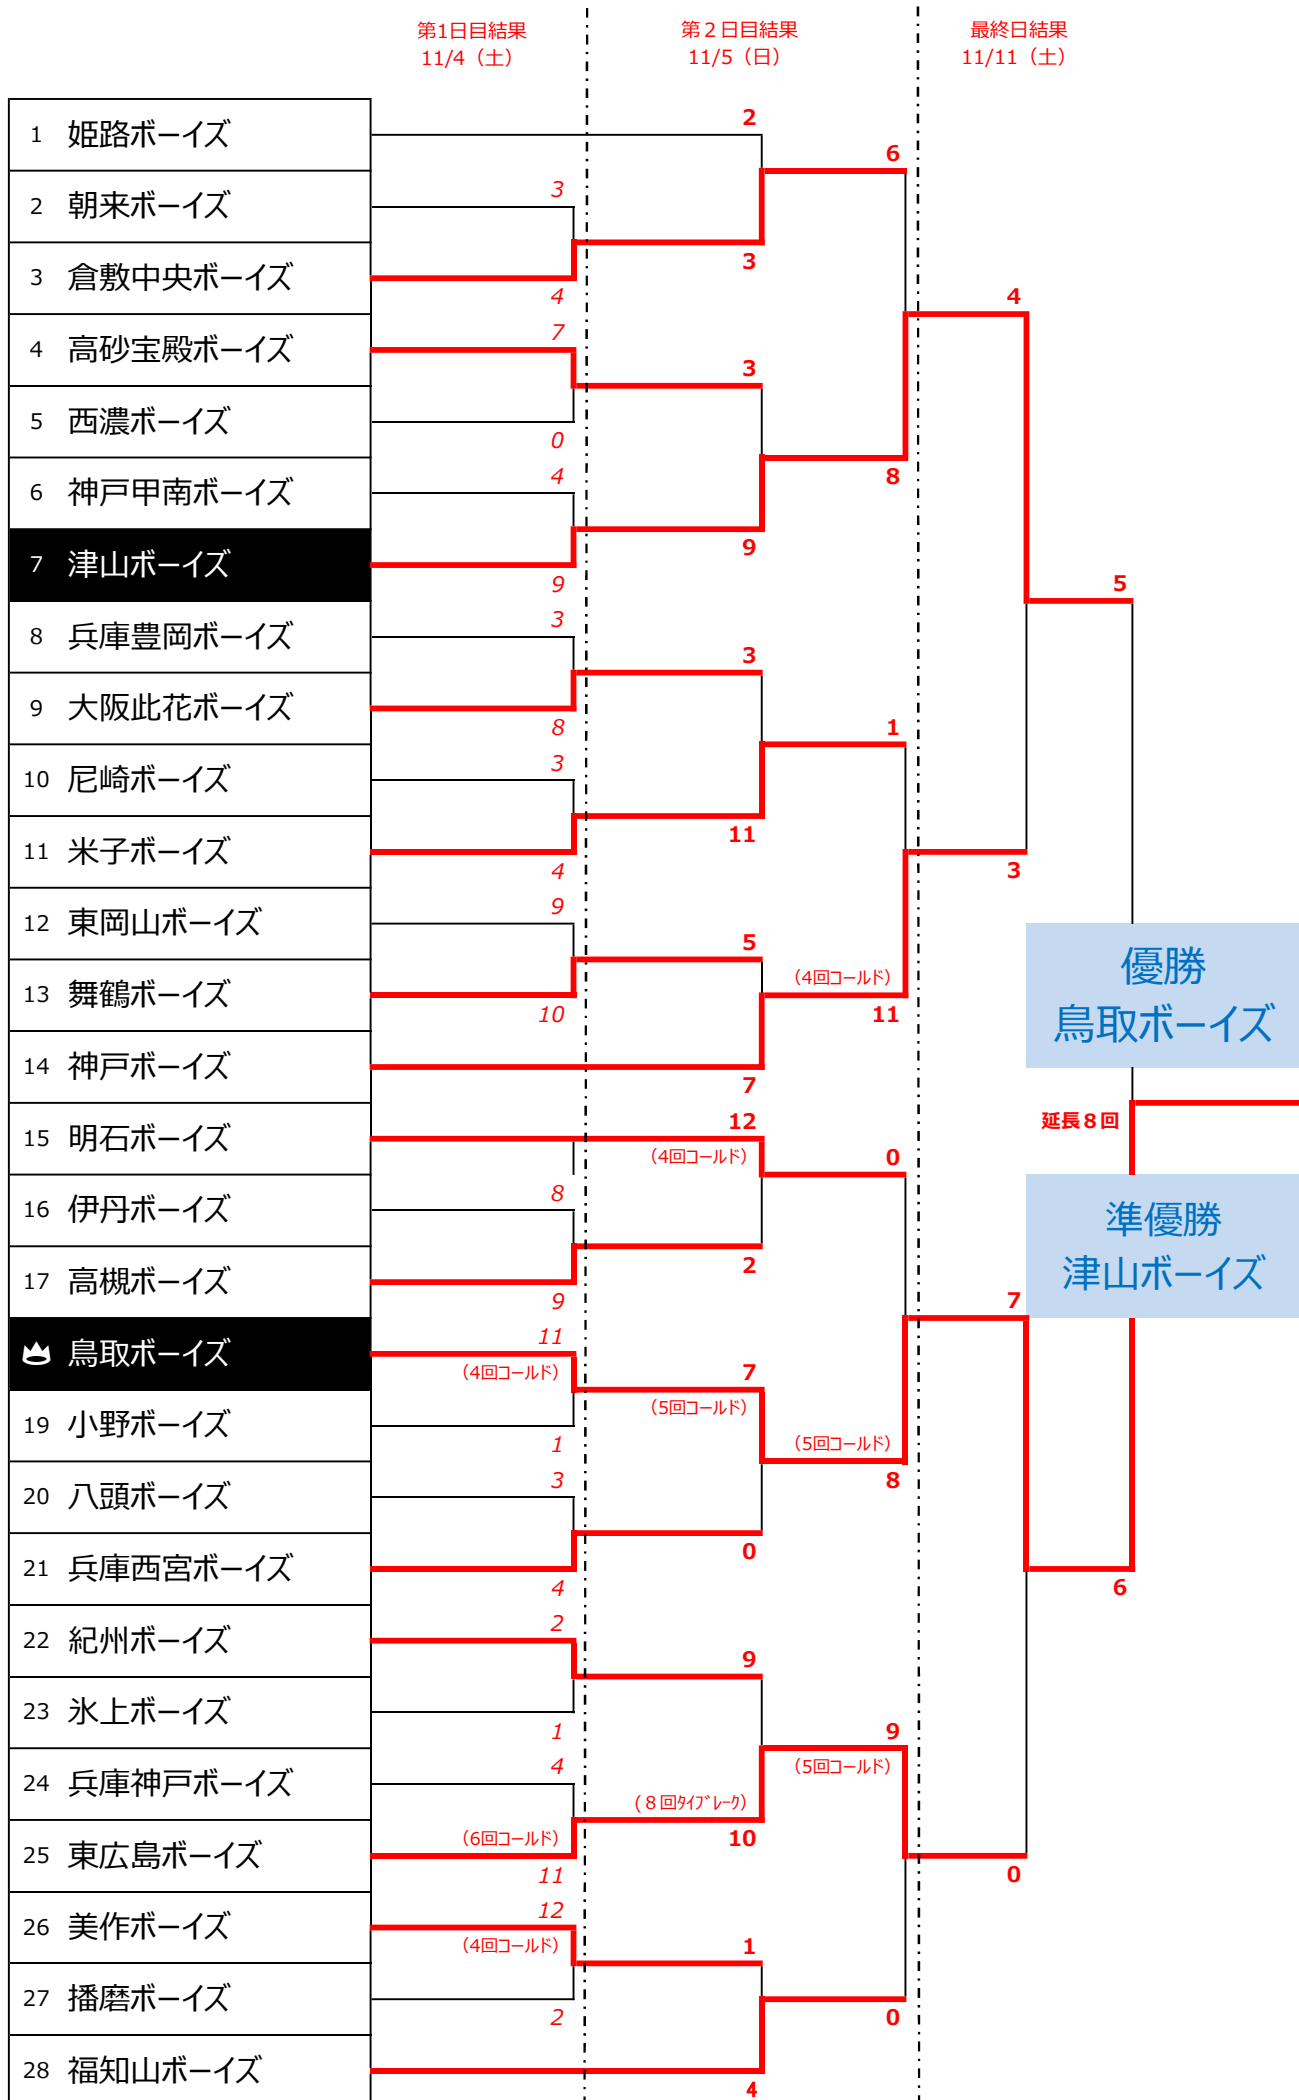 第1日目結果
11/4（土）
第２日目結果
11/5（日）
最終日結果
11/11（土）
1 姫路ボーイズ
2
6
2 朝来ボーイズ
3
3 倉敷中央ボーイズ
3
4
4
4 高砂宝殿ボーイズ
7
3
5 西濃ボーイズ
0
6 神戸甲南ボーイズ
4
8
7 津山ボーイズ
9
9
5
8 兵庫豊岡ボーイズ
3
3
9 大阪此花ボーイズ
8
1
10 尼崎ボーイズ
3
11 米子ボーイズ
11
4
3
12 東岡山ボーイズ
9
5
13 舞鶴ボーイズ
10
（4回コールド）
11
14 神戸ボーイズ
7
優勝
鳥取ボーイズ
15 明石ボーイズ
12
（4回コールド）
0
延長８回
16 伊丹ボーイズ
8
17 高槻ボーイズ
2
9
7
準優勝
津山ボーイズ
鳥取ボーイズ
11
（4回コールド）
7
（5回コールド）
19 小野ボーイズ
1
（5回コールド）
8
20 八頭ボーイズ
3
21 兵庫西宮ボーイズ
0
4
6
22 紀州ボーイズ
2
9
23 氷上ボーイズ
1
9
（5回コールド）
24 兵庫神戸ボーイズ
4
(８回ﾀｲﾌﾞﾚｰｸ)
25 東広島ボーイズ
（6回コールド）
10
11
0
26 美作ボーイズ
12
（4回コールド）
1
27 播磨ボーイズ
2
0
28 福知山ボーイズ
4